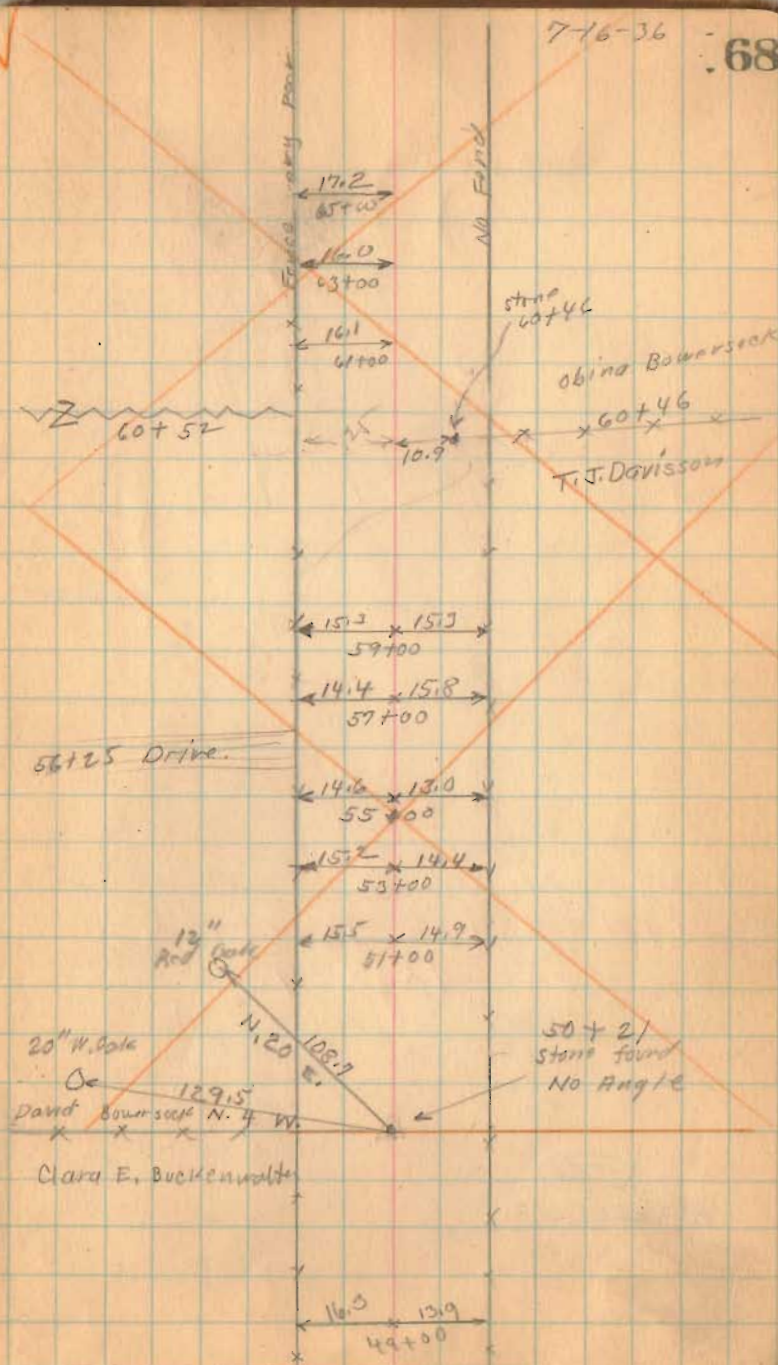 7-16-36
68
No Fence
17.2
65+00
16.0
63+00
16.1
61+00
stone
60+46
Obina Bowersock
60+46
60+52
10.9
T.J. Davisson
15.3 15.3
59+00
14.4 15.8
57+00
56+25 Drive.
14.6 13.0
55+00
15.2 14.4
53+00
15.5 14.9
51+00
12"
Red Oak
N. 20 E.
108.7
50+21
stone found
No Angle
20" W. Oak
129.5
David Bowersock N. 4 W.
Clara E. Buckenwalter
16.3 13.9
49+00